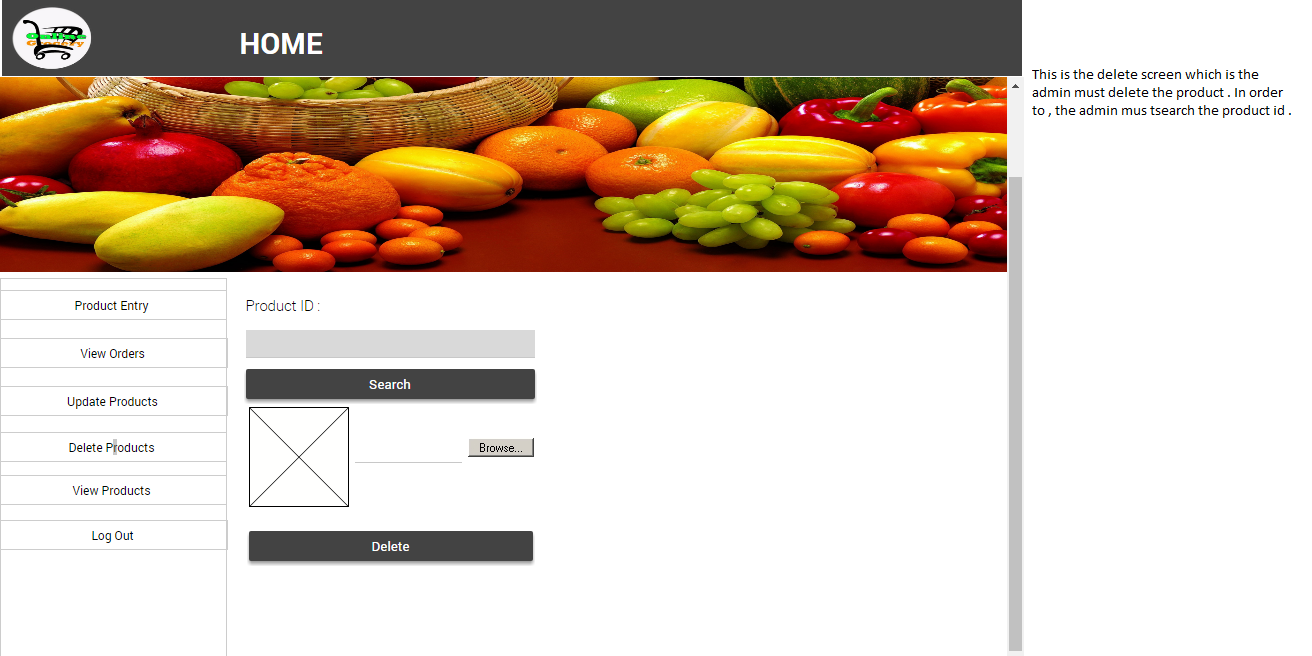 Online
Grocery
HOME
This is the delete screen which is the
admin must delete the product . In order
to , the admin mus tsearch the product id .
Product Entry
View Orders
Update Products
Delete Products
View Products
Log Out
Product ID :
Search
Browse...
Delete